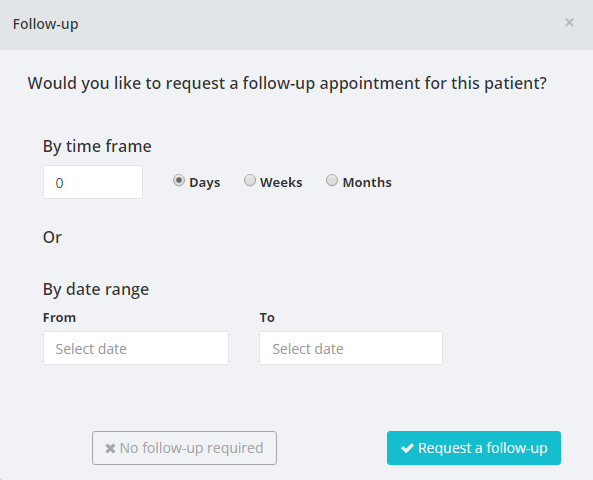 Follow-up ×
Would you like to request a follow-up appointment for this patient?
By time frame
0 Days Weeks Months
Or
By date range
From To
Select date Select date
No follow-up required Request a follow-up